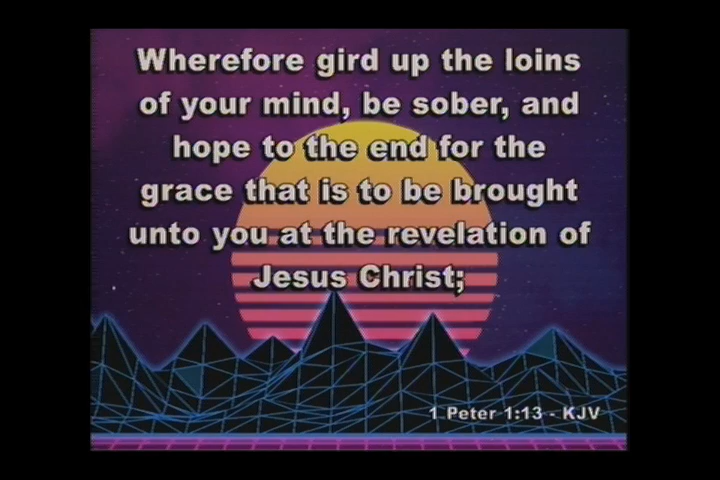 Wherefore gird up the loins
of your mind, be sober, and
hope to the end for the
grace that is to be brought
unto you at the revelation of
Jesus Christ;
1 Peter 1:13 - KJV